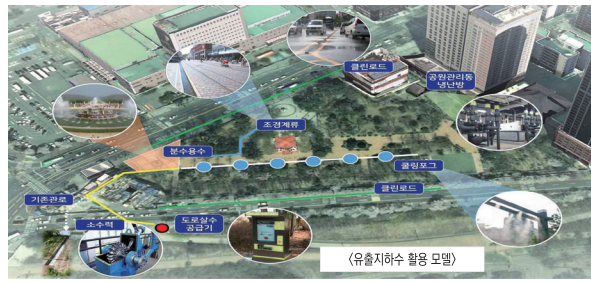 클린로드
공원관리동
냉난방
조경계류
분수용수
쿨링포그
기존관로
클린로드
소수력
도로살수
공급기
<유출지하수 활용 모델>